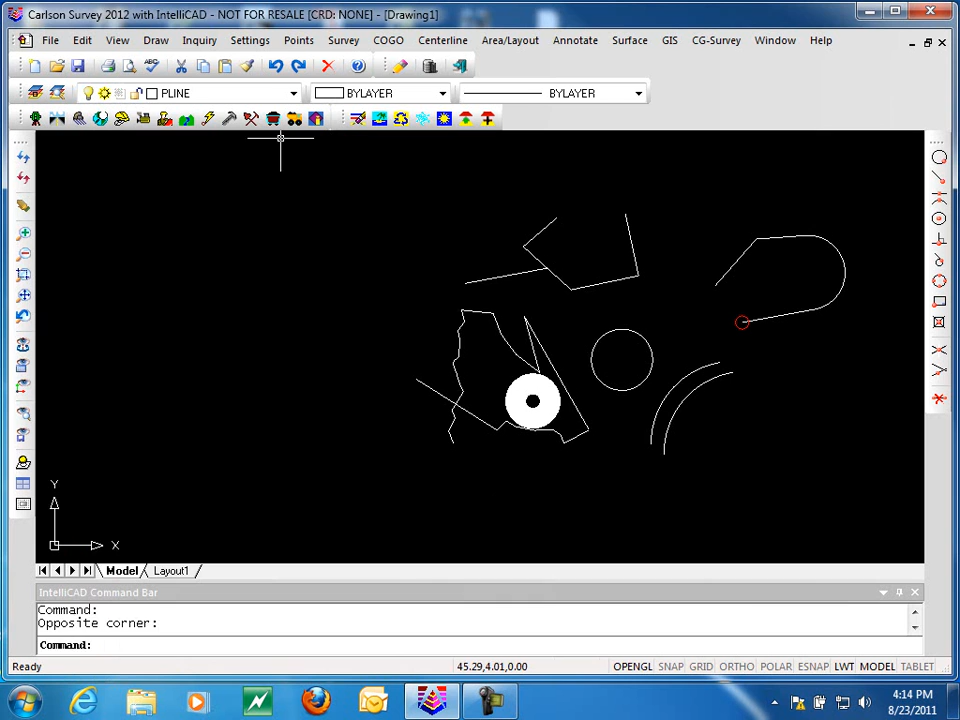 Carlson Survey 2012 with IntelliCAD - NOT FOR RESALE [CRD: NONE] - [Drawing1]
File Edit View Draw Inquiry Settings Points Survey COGO Centerline Area/Layout Annotate Surface GIS CG-Survey Window Help
PLINE BYLAYER BYLAYER
Y
X
Model Layout1
IntelliCAD Command Bar
Command:
Opposite corner:
Command:
Ready 45.29,4.01,0.00 OPENGL SNAP GRID ORTHO POLAR ESNAP LWT MODEL TABLET
4:14 PM
8/23/2011